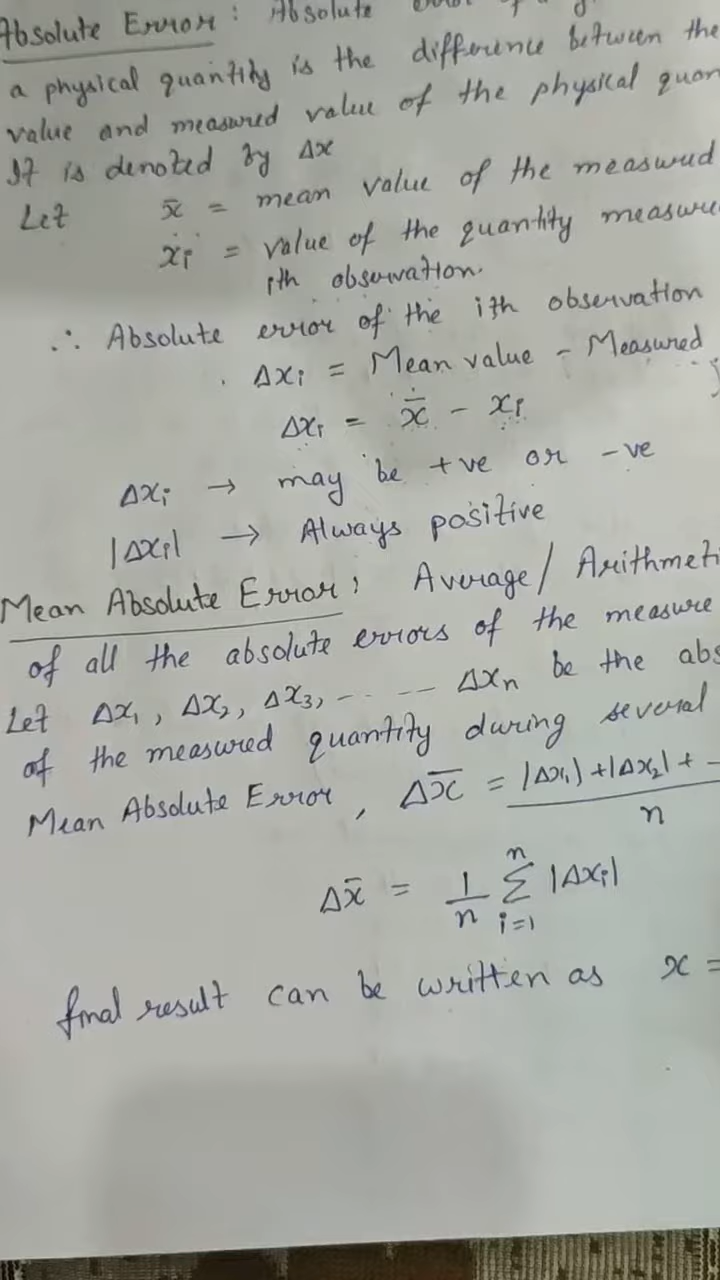 Absolute Error: Absolute
a physical quantity is the difference between the
value and measured value of the physical quan
It is denoted by Δx
Let x̄ = mean value of the measured
xi = value of the quantity measure
ith observation.
∴ Absolute error of the ith observation
Δxi = Mean value - Measured
Δxi = x̄ - xi
Δxi → may be +ve or -ve
|Δxi| → Always positive
Mean Absolute Error: Average/ Arithmeti
of all the absolute errors of the measure
Let Δx1, Δx2, Δx3, ------ Δxn be the abs
of the measured quantity during several
Mean Absolute Error, Δx̄ = |Δx1|+|Δx2|+ -
n
Δx̄ = 1/n n∑i=1 |Δxi|
final result can be written as x =